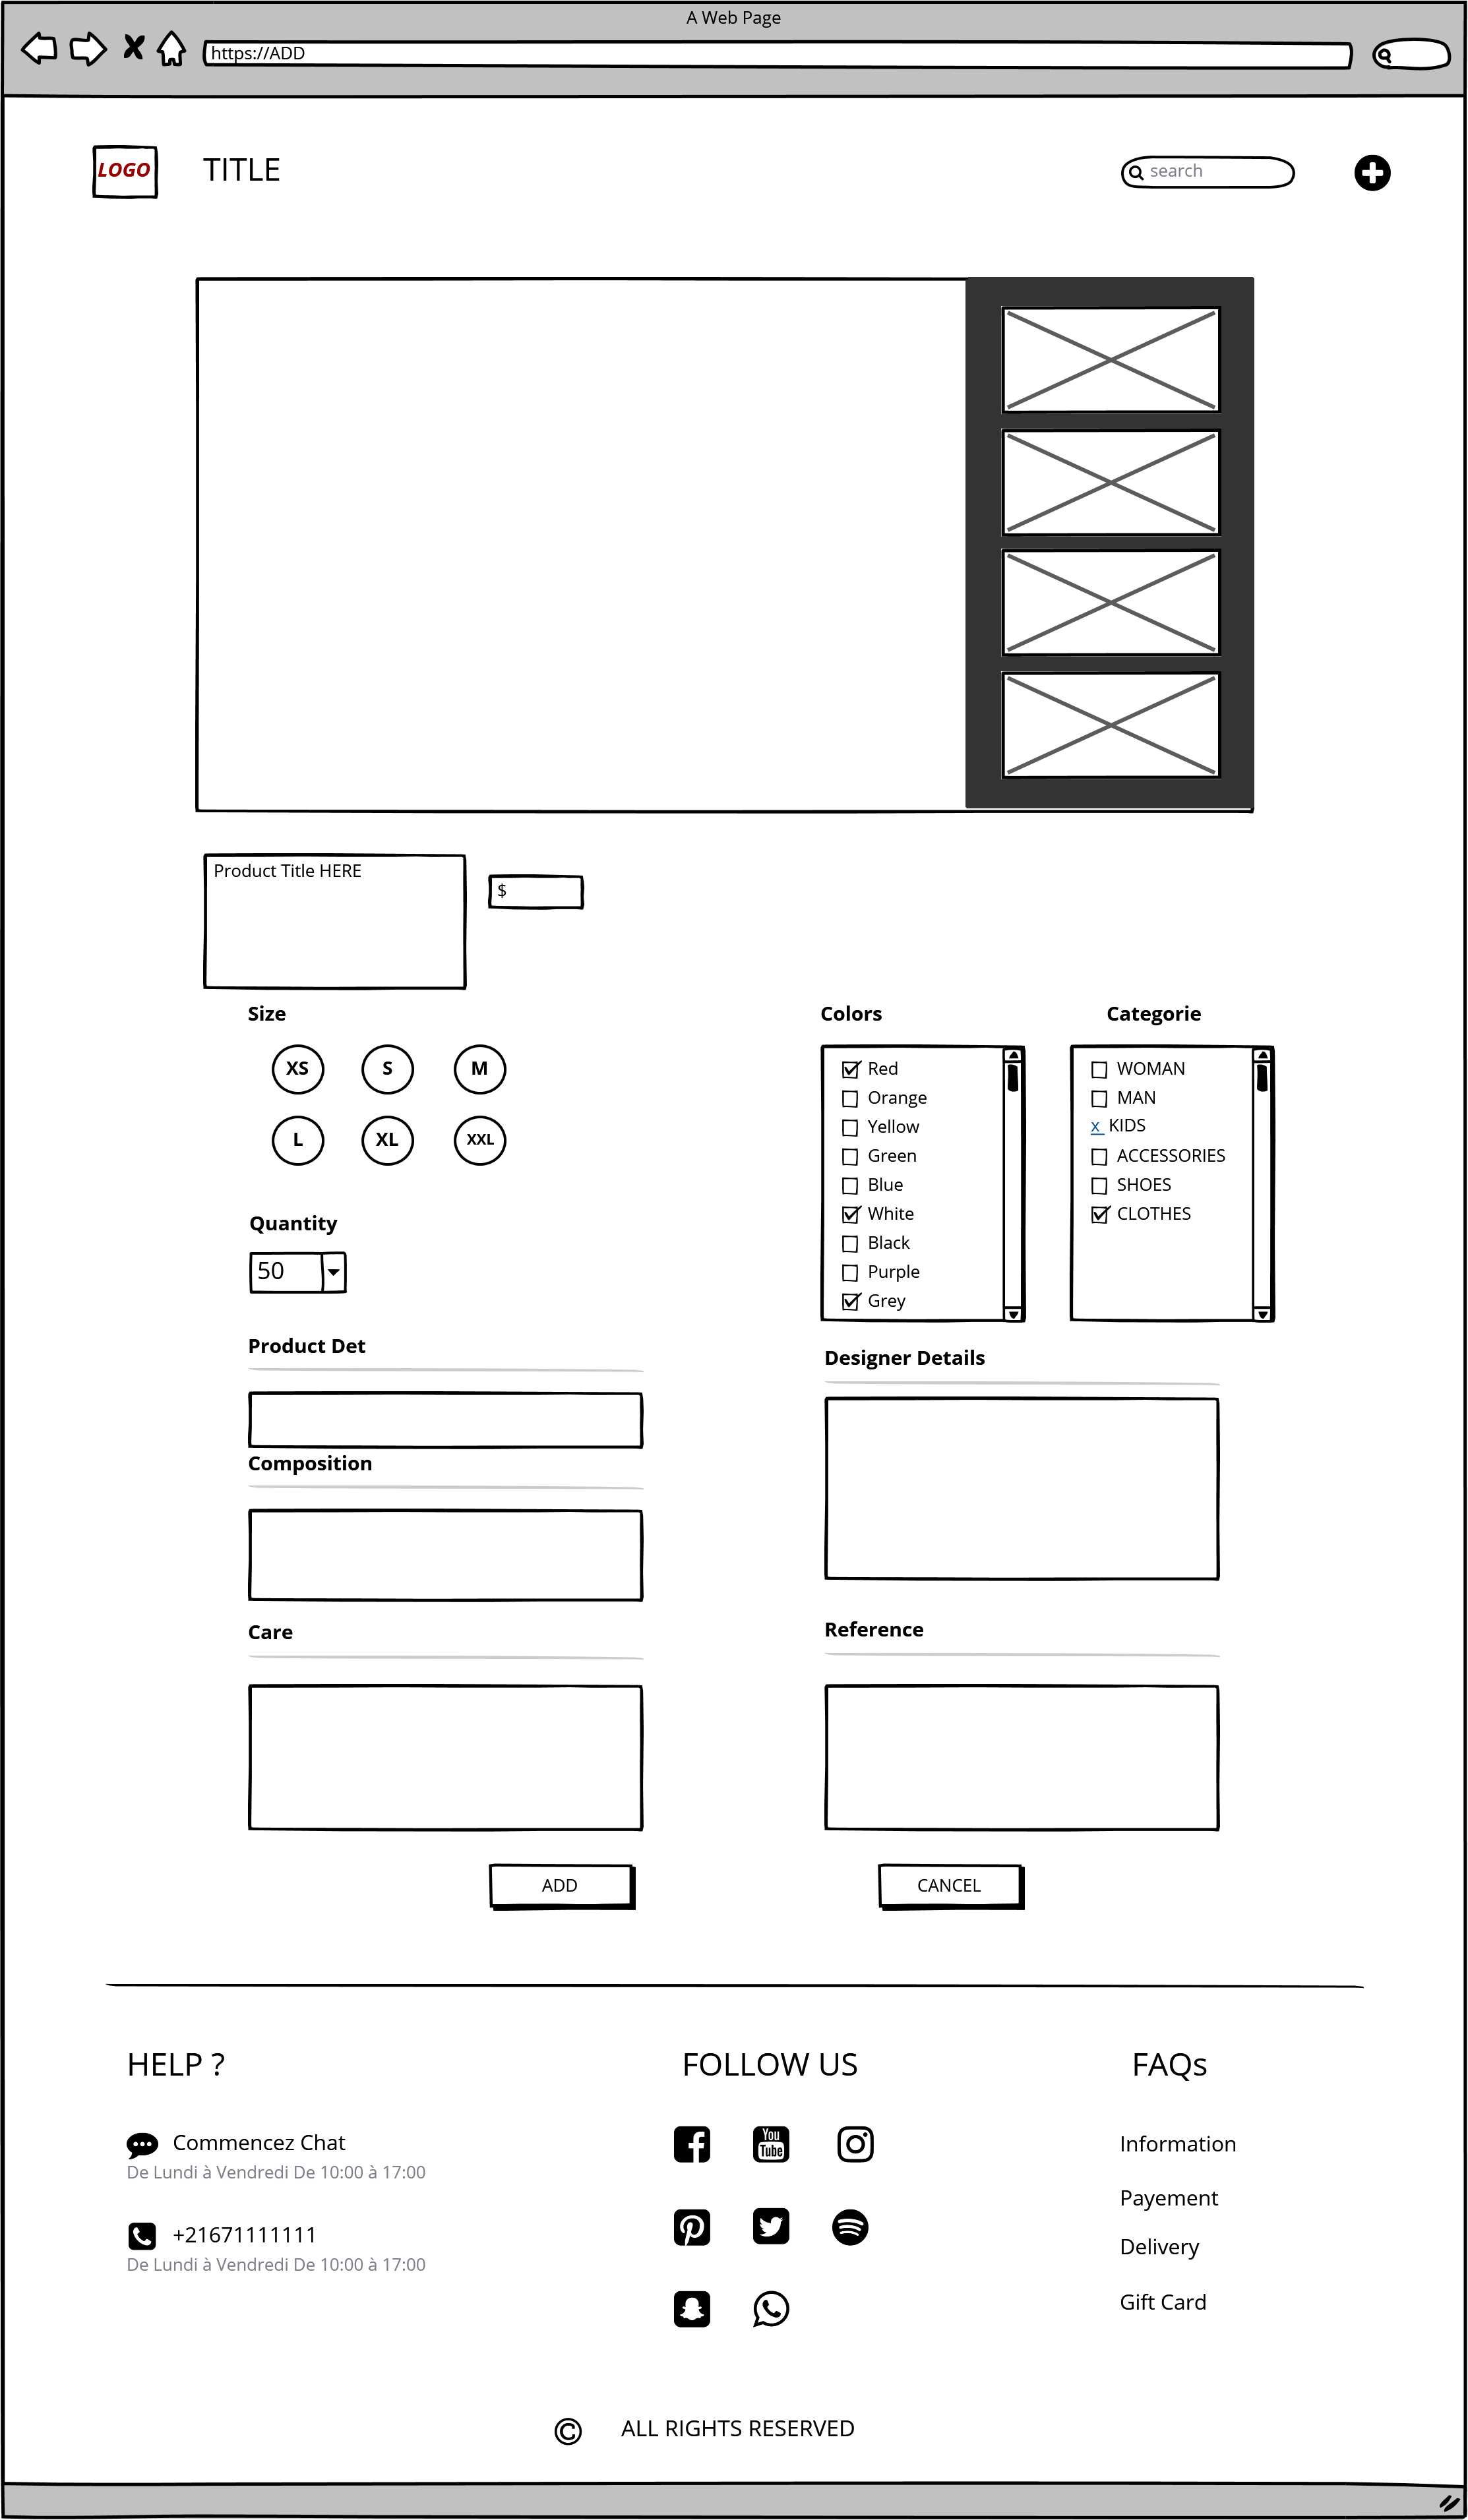 A Web Page
https://ADD
LOGO
TITLE
search
Product Title HERE
$
Size
XS S M
L XL XXL
Quantity
50
Colors
Red
Orange
Yellow
Green
Blue
White
Black
Purple
Grey
Categorie
WOMAN
MAN
x KIDS
ACCESSORIES
SHOES
CLOTHES
Product Det
Composition
Care
Designer Details
Reference
ADD
CANCEL
HELP ?
Commencez Chat
De Lundi à Vendredi De 10:00 à 17:00
+21671111111
De Lundi à Vendredi De 10:00 à 17:00
FOLLOW US
You
Tube
FAQs
Information
Payement
Delivery
Gift Card
© ALL RIGHTS RESERVED